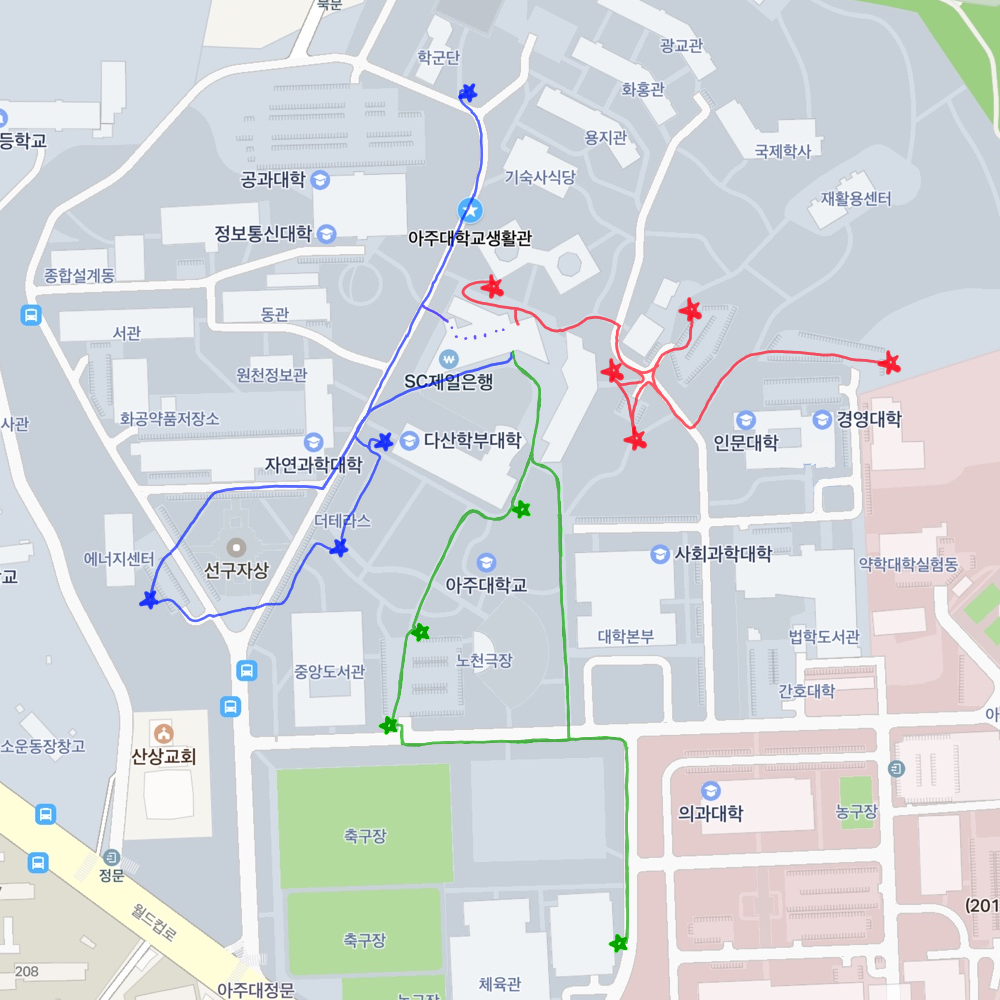 북문
학군단
광교관
화홍관
등학교
용지관
국제학사
공과대학
기숙사식당
재활용센터
정보통신대학
아주대학교생활관
종합설계동
동관
서관
SC제일은행
원천정보관
사관
화공약품저장소
다산학부대학
인문대학
경영대학
자연과학대학
더테라스
에너지센터
선구자상
사회과학대학
약학대학실험동
교
아주대학교
대학본부
법학도서관
노천극장
중앙도서관
간호대학
아
소운동장창고
산상교회
의과대학
농구장
축구장
정문
월드컵로
(201
축구장
208
아주대정문
체육관
농구장